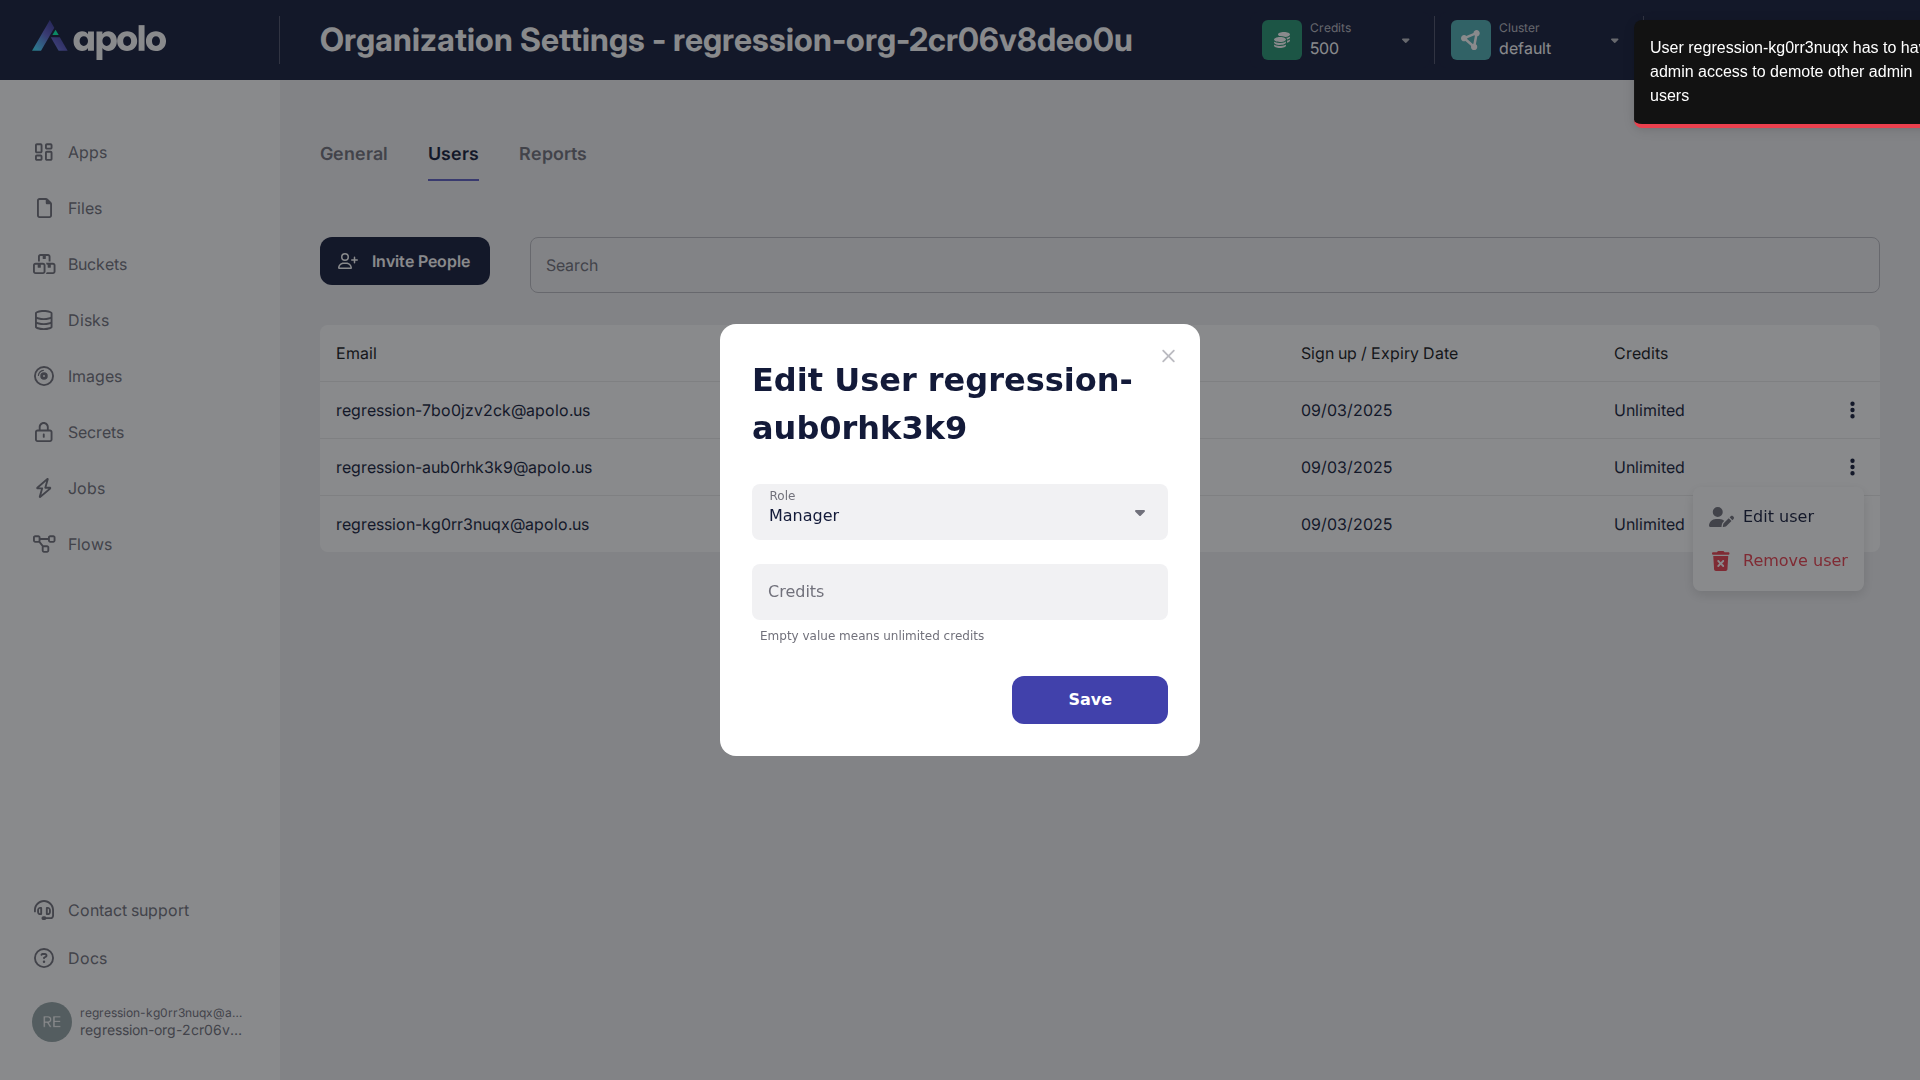 apolo
Organization Settings - regression-org-2cr06v8deo0u
Credits
500
Cluster
default
User regression-kg0rr3nuqx has to
admin access to demote other admin
users
Apps
Files
Buckets
Disks
Images
Secrets
Jobs
Flows
General
Users
Reports
Invite People
Search
Email
Sign up / Expiry Date
Credits
regression-7bo0jzv2ck@apolo.us
09/03/2025
Unlimited
regression-aub0rhk3k9@apolo.us
09/03/2025
Unlimited
regression-kg0rr3nuqx@apolo.us
09/03/2025
Unlimited
Edit user
Remove user
Edit User regression-
aub0rhk3k9
Role
Manager
Credits
Empty value means unlimited credits
Save
Contact support
Docs
RE
regression-kg0rr3nuqx@a...
regression-org-2cr06v...